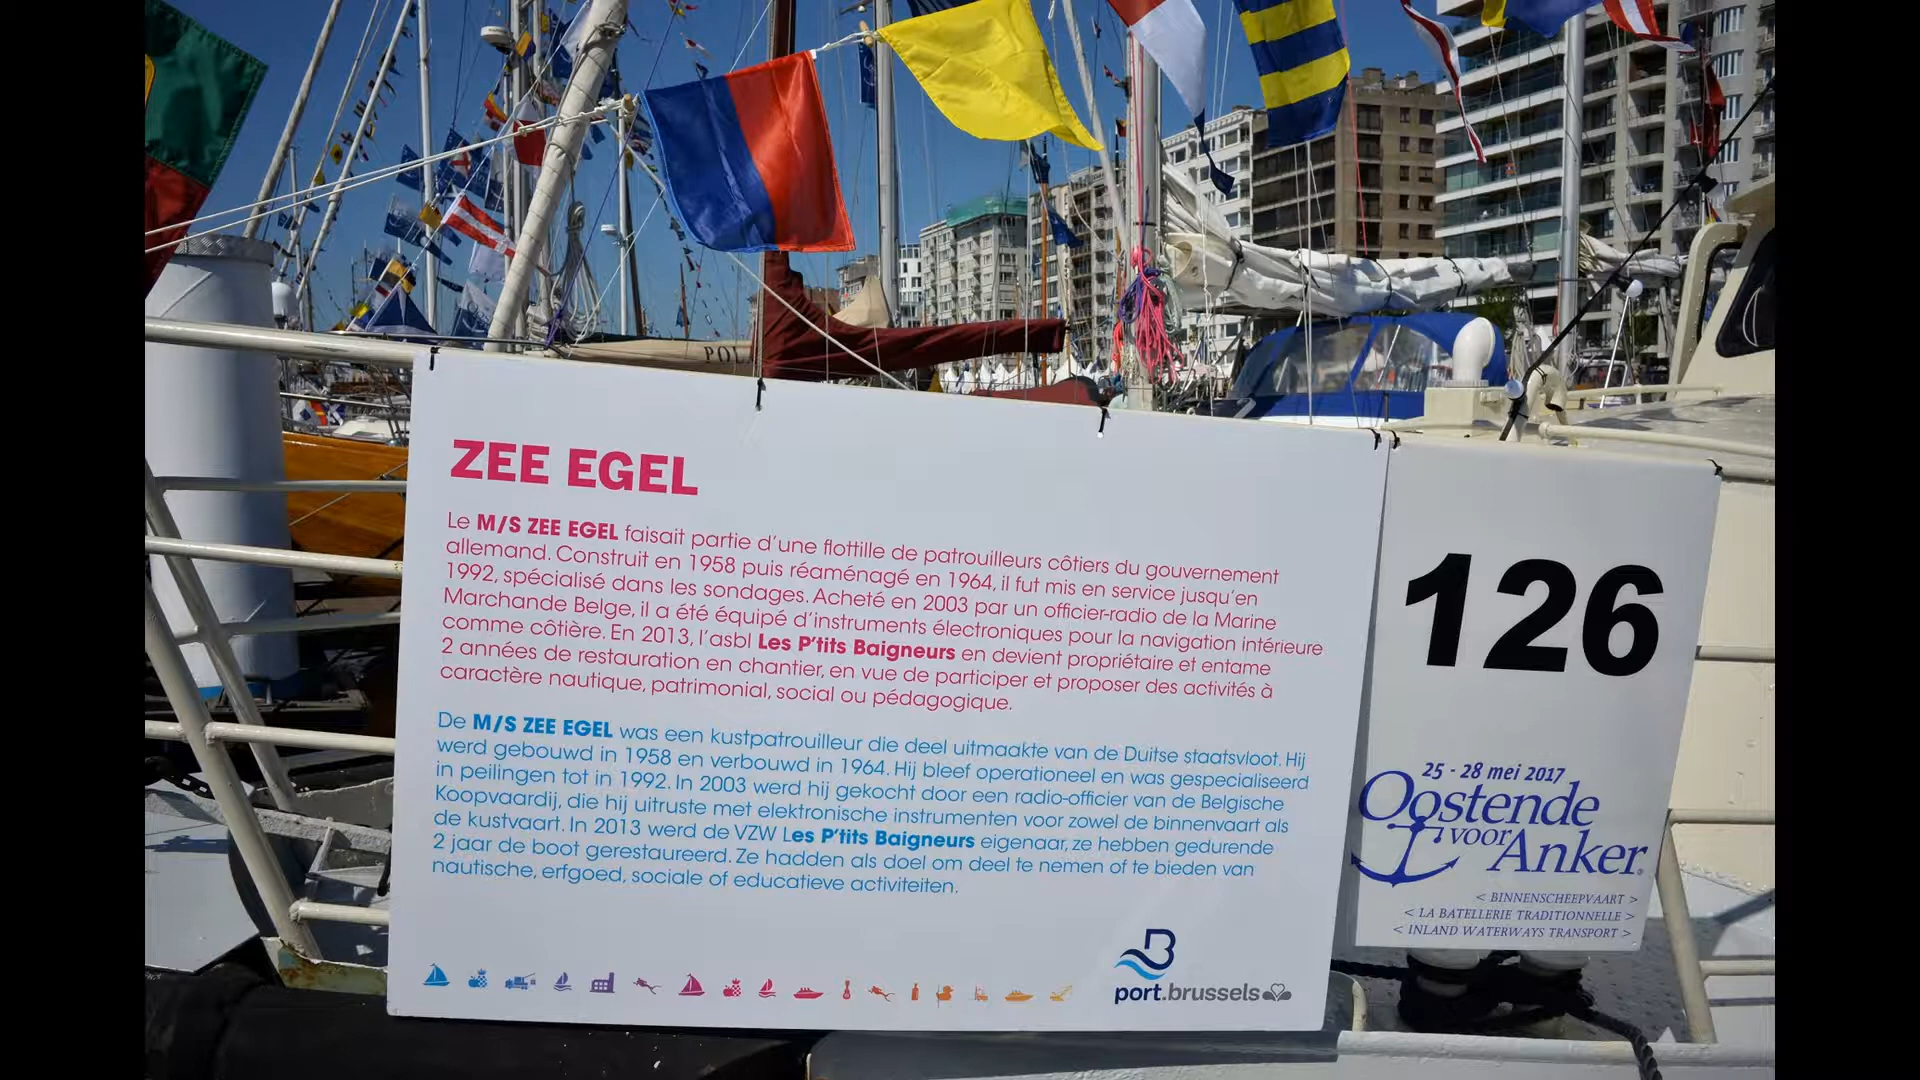 POL
ZEE EGEL
Le M/S ZEE EGEL faisait partie d'une flottille de patrouilleurs côtiers du gouvernement
allemand. Construit en 1958 puis réaménagé en 1964, il fut mis en service jusqu'en
1992, spécialisé dans les sondages. Acheté en 2003 par un officier-radio de la Marine
Marchande Belge, il a été équipé d'instruments électroniques pour la navigation intérieure
comme côtière. En 2013, l'asbl Les P'tits Baigneurs en devient propriétaire et entame
2 années de restauration en chantier, en vue de participer et proposer des activités à
caractère nautique, patrimonial, social ou pédagogique.
De M/S ZEE EGEL was een kustpatrouilleur die deel uitmaakte van de Duitse staatsvloot. Hij
werd gebouwd in 1958 en verbouwd in 1964. Hij bleef operationeel en was gespecialiseerd
in peilingen tot in 1992. In 2003 werd hij gekocht door een radio-officier van de Belgische
Koopvaardij, die hij uitruste met elektronische instrumenten voor zowel de binnenvaart als
de kustvaart. In 2013 werd de VZW Les P'tits Baigneurs eigenaar, ze hebben gedurende
2 jaar de boot gerestaureerd. Ze hadden als doel om deel te nemen of te bieden van
nautische, erfgoed, sociale of educatieve activiteiten.
port.brussels
126
25 - 28 mei 2017
Oostende
voor Anker
< BINNENSCHEEPVAART >
< LA BATELLERIE TRADITIONNELLE >
< INLAND WATERWAYS TRANSPORT >